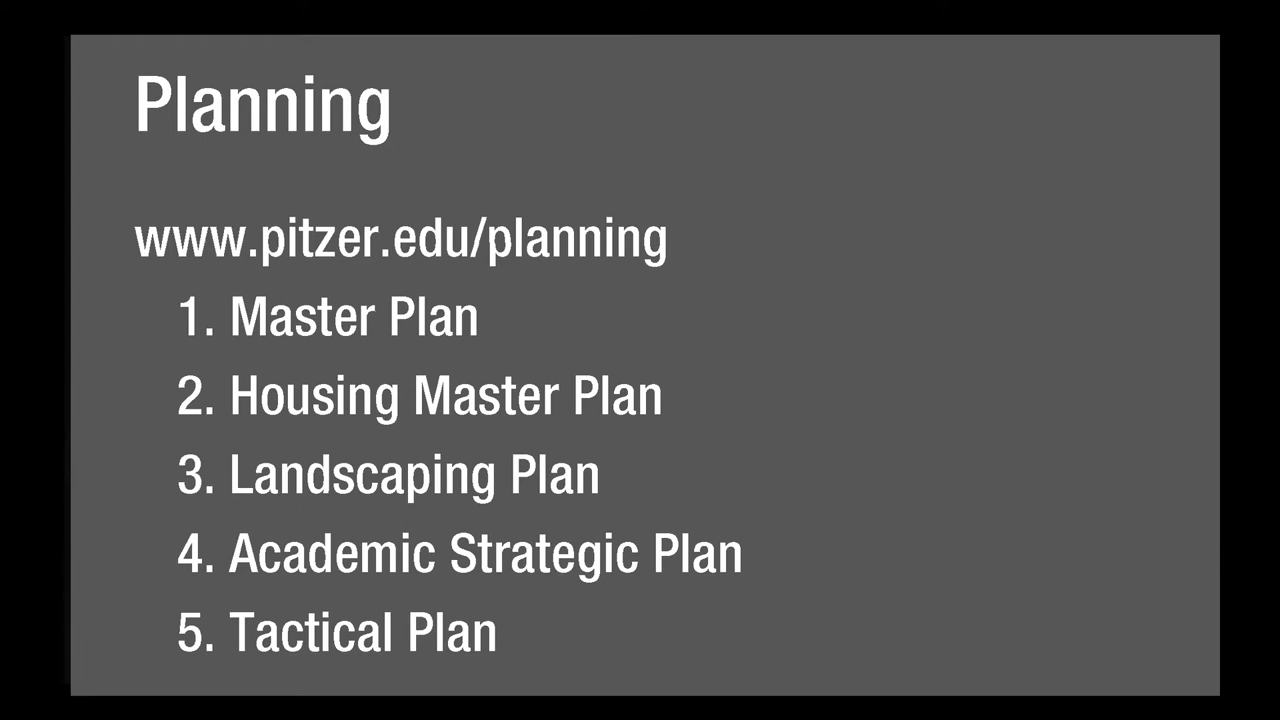 Planning
www.pitzer.edu/planning
1. Master Plan
2. Housing Master Plan
3. Landscaping Plan
4. Academic Strategic Plan
5. Tactical Plan